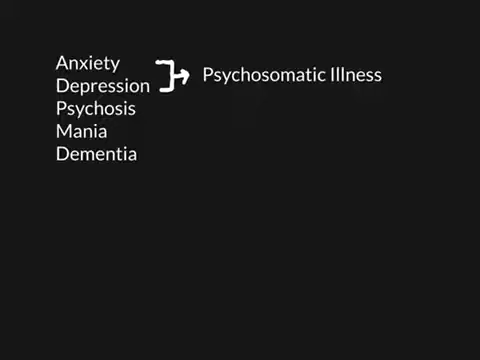 Anxiety
Depression
Psychosomatic Illness
Psychosis
Mania
Dementia